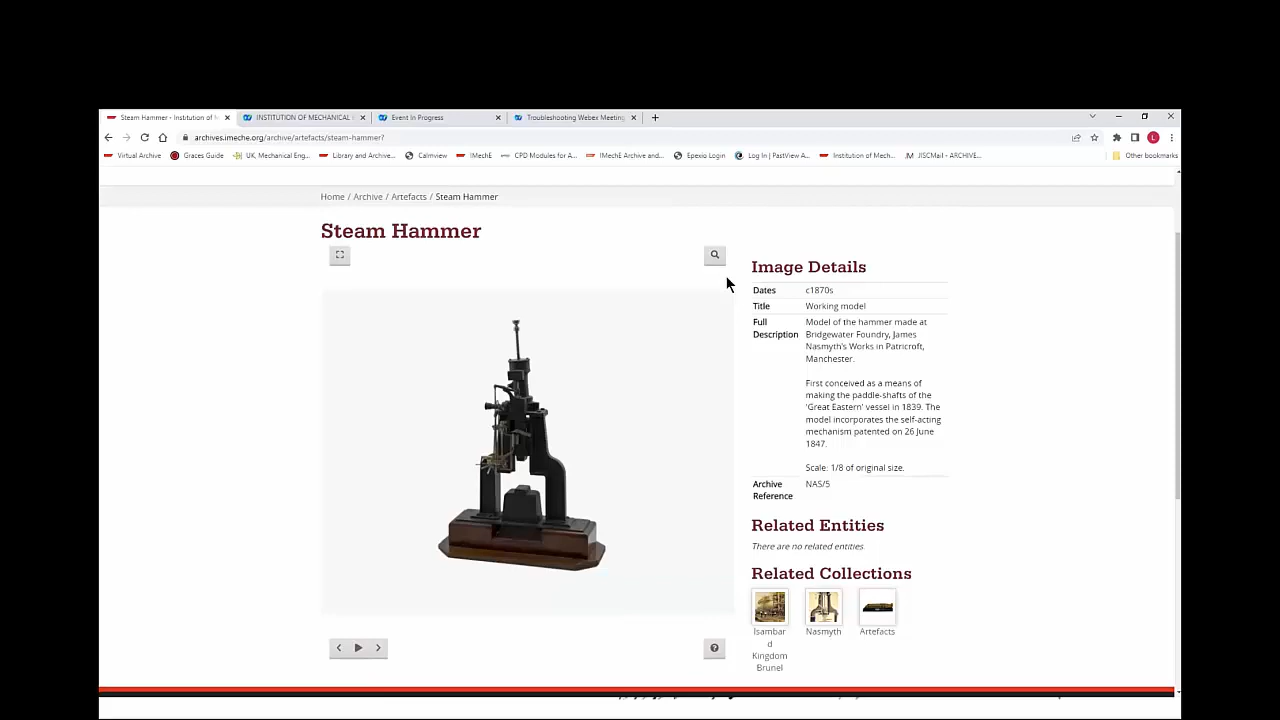 Steam Hammer - Institution of M
INSTITUTION OF MECHANICAL
Event In Progress
Troubleshooting Webex Meeting
archives.imeche.org/archive/artefacts/steam-hammer?
Virtual Archive
Graces Guide
UK, Mechanical Eng...
Library and Archive...
Calmview
IMechE
CPD Modules for A...
IMechE Archive and...
Epexio Login
Log In | PastView A...
Institution of Mech...
JISCMail - ARCHIVE...
Other bookmarks
Home / Archive / Artefacts / Steam Hammer
Steam Hammer
Image Details
Dates c1870s
Title Working model
Full Description
Model of the hammer made at
Bridgewater Foundry, James
Nasmyth's Works in Patricroft,
Manchester.
First conceived as a means of
making the paddle-shafts of the
'Great Eastern' vessel in 1839. The
model incorporates the self-acting
mechanism patented on 26 June
1847.
Scale: 1/8 of original size.
Archive Reference NAS/5
Related Entities
There are no related entities.
Related Collections
Isambar
d
Kingdom
Brunel
Nasmyth
Artefacts